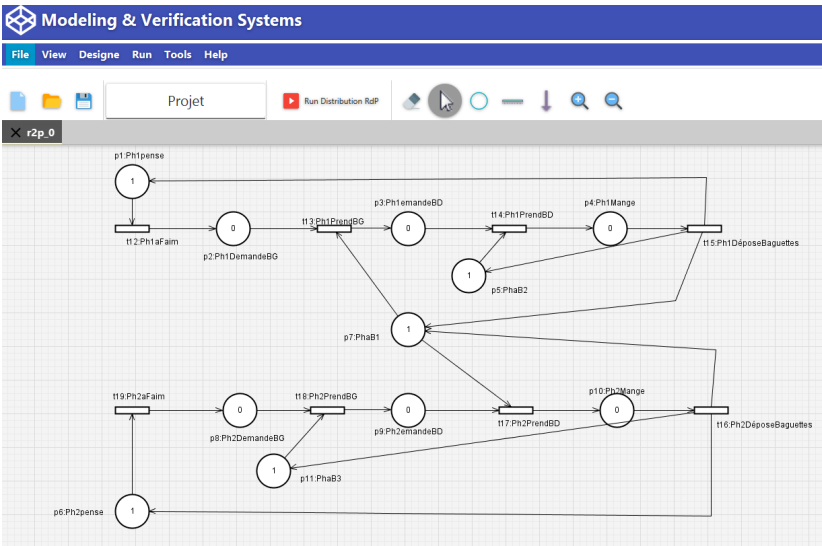 Modeling & Verification Systems
File View Designe Run Tools Help
Projet Run Distribution RdP
r2p_0
p1:Ph1pense
1
t12:Ph1aFaim
0
p2:Ph1DemandeBG
t13:Ph1PrendBG
p3:Ph1emandeBD
0
t14:Ph1PrendBD
p4:Ph1Mange
0
t15:Ph1DéposeBaguettes
1
p5:PhaB2
p7:PhaB1
1
t19:Ph2aFaim
0
p8:Ph2DemandeBG
t18:Ph2PrendBG
0
p9:Ph2emandeBD
t17:Ph2PrendBD
p10:Ph2Mange
0
t16:Ph2DéposeBaguettes
1
p11:PhaB3
p6:Ph2pense
1